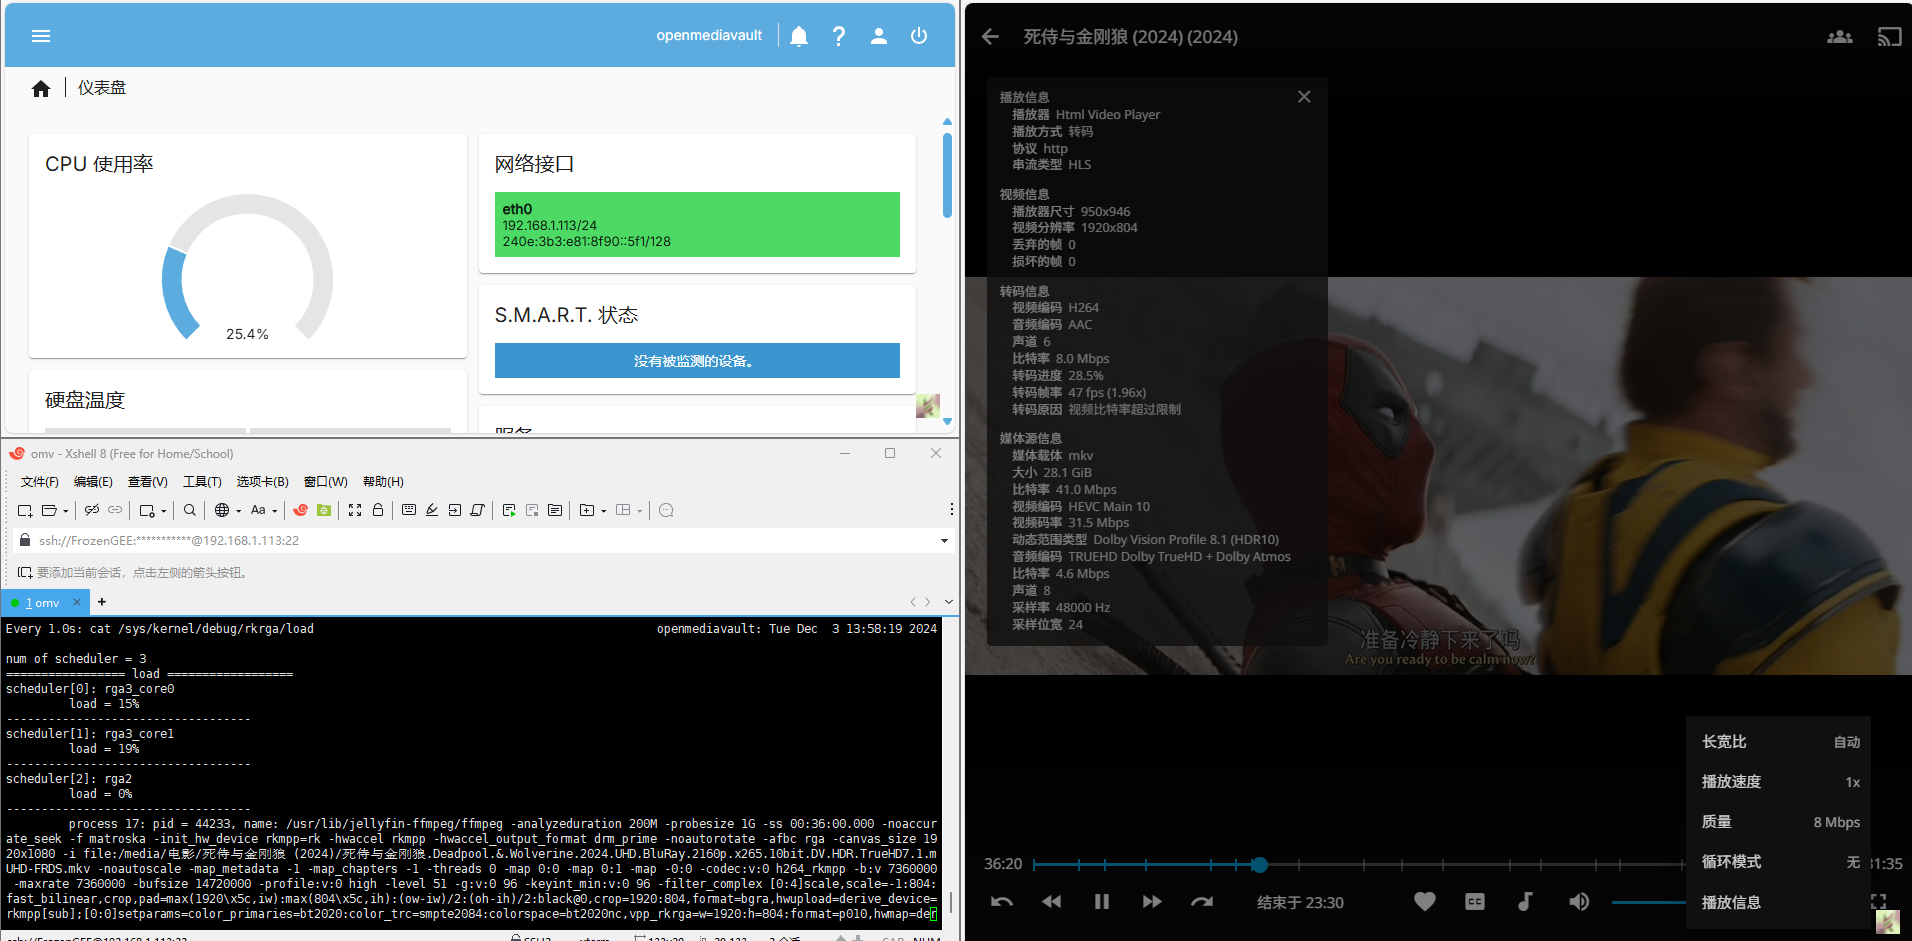 openmediavault
仪表盘
CPU 使用率
25.4%
硬盘温度
网络接口
eth0
192.168.1.113/24
240e:3b3:e81:8f90::5f1/128
S.M.A.R.T. 状态
没有被监测的设备。
omv - Xshell 8 (Free for Home/School)
文件(F) 编辑(E) 查看(V) 工具(T) 选项卡(B) 窗口(W) 帮助(H)
Aa
ssh://FrozenGEE:***********@192.168.1.113:22
要添加当前会话，点击左侧的箭头按钮。
1 omv
Every 1.0s: cat /sys/kernel/debug/rkrga/load openmediavault: Tue Dec  3 13:58:19 2024
num of scheduler = 3
================= load ==================
scheduler[0]: rga3_core0
load = 15%
-----------------------------------
scheduler[1]: rga3_core1
load = 19%
-----------------------------------
scheduler[2]: rga2
load = 0%
-----------------------------------
process 17: pid = 44233, name: /usr/lib/jellyfin-ffmpeg/ffmpeg -analyzeduration 200M -probesize 1G -ss 00:36:00.000 -noaccur
ate_seek -f matroska -init_hw_device rkmpp=rk -hwaccel rkmpp -hwaccel_output_format drm_prime -noautorotate -afbc rga -canvas_size 19
20x1080 -i file:/media/电影/死侍与金刚狼 (2024)/死侍与金刚狼.Deadpool.&.Wolverine.2024.UHD.BluRay.2160p.x265.10bit.DV.HDR.TrueHD7.1.m
UHD-FRDS.mkv -noautoscale -map_metadata -1 -map_chapters -1 -threads 0 -map 0:0 -map 0:1 -map -0:0 -codec:v:0 h264_rkmpp -b:v 7360000
-maxrate 7360000 -bufsize 14720000 -profile:v:0 high -level 51 -g:v:0 96 -keyint_min:v:0 96 -filter_complex [0:4]scale,scale=-1:804:
fast_bilinear,crop,pad=max(1920\x5c,iw):max(804\x5c,ih):(ow-iw)/2:(oh-ih)/2:black@0,crop=1920:804,format=bgra,hwupload=derive_device=
rkmpp[sub];[0:0]setparams=color_primaries=bt2020:color_trc=smpte2084:colorspace=bt2020nc,vpp_rkrga=w=1920:h=804:format=p010,hwmap=der
死侍与金刚狼 (2024) (2024)
播放信息
播放器 Html Video Player
播放方式 转码
协议 http
串流类型 HLS
视频信息
播放器尺寸 950x946
视频分辨率 1920x804
丢弃的帧 0
损坏的帧 0
转码信息
视频编码 H264
音频编码 AAC
声道 6
比特率 8.0 Mbps
转码进度 28.5%
转码帧率 47 fps (1.96x)
转码原因 视频比特率超过限制
媒体源信息
媒体载体 mkv
大小 28.1 GiB
比特率 41.0 Mbps
视频编码 HEVC Main 10
视频码率 31.5 Mbps
动态范围类型 Dolby Vision Profile 8.1 (HDR10)
音频编码 TRUEHD Dolby TrueHD + Dolby Atmos
比特率 4.6 Mbps
声道 8
采样率 48000 Hz
采样位宽 24
准备冷静下来了吗
Are you ready to be calm now?
长宽比 自动
播放速度 1x
质量 8 Mbps
循环模式 无
播放信息
36:20
结束于 23:30